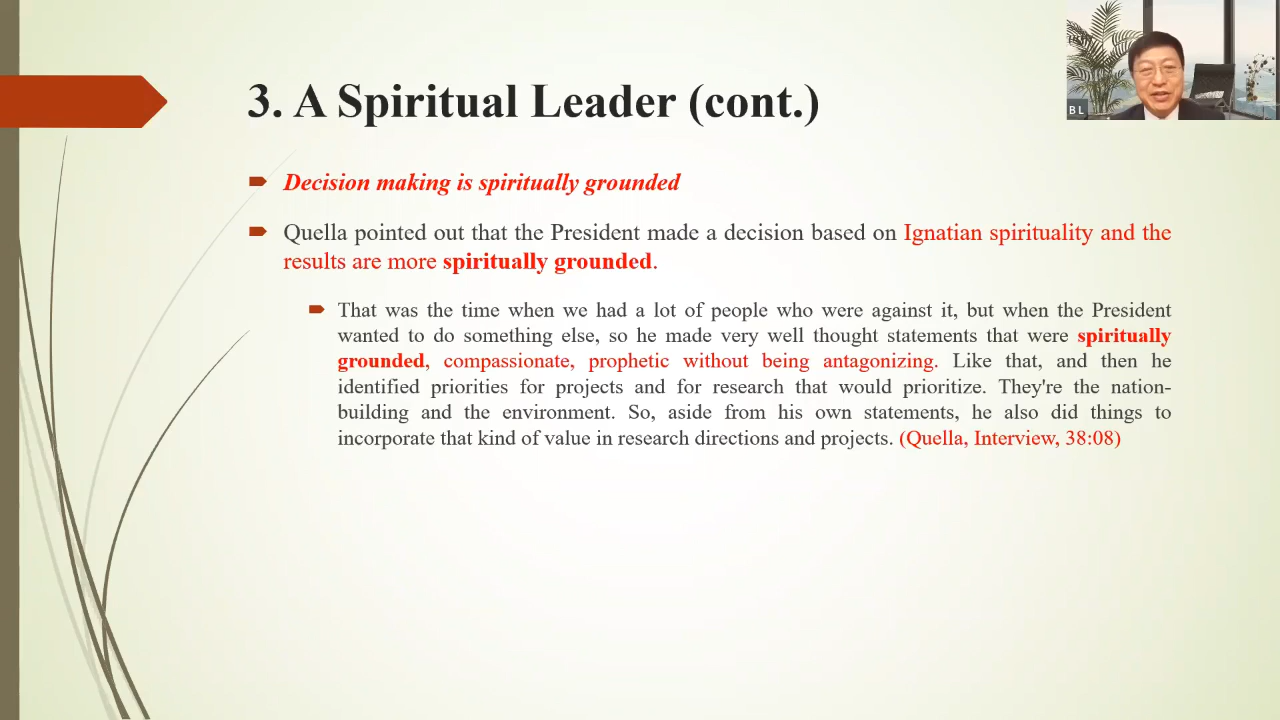 3. A Spiritual Leader (cont.)
BL
Decision making is spiritually grounded
Quella pointed out that the President made a decision based on Ignatian spirituality and the
results are more spiritually grounded.
That was the time when we had a lot of people who were against it, but when the President
wanted to do something else, so he made very well thought statements that were spiritually
grounded, compassionate, prophetic without being antagonizing. Like that, and then he
identified priorities for projects and for research that would prioritize. They're the nation-
building and the environment. So, aside from his own statements, he also did things to
incorporate that kind of value in research directions and projects. (Quella, Interview, 38:08)